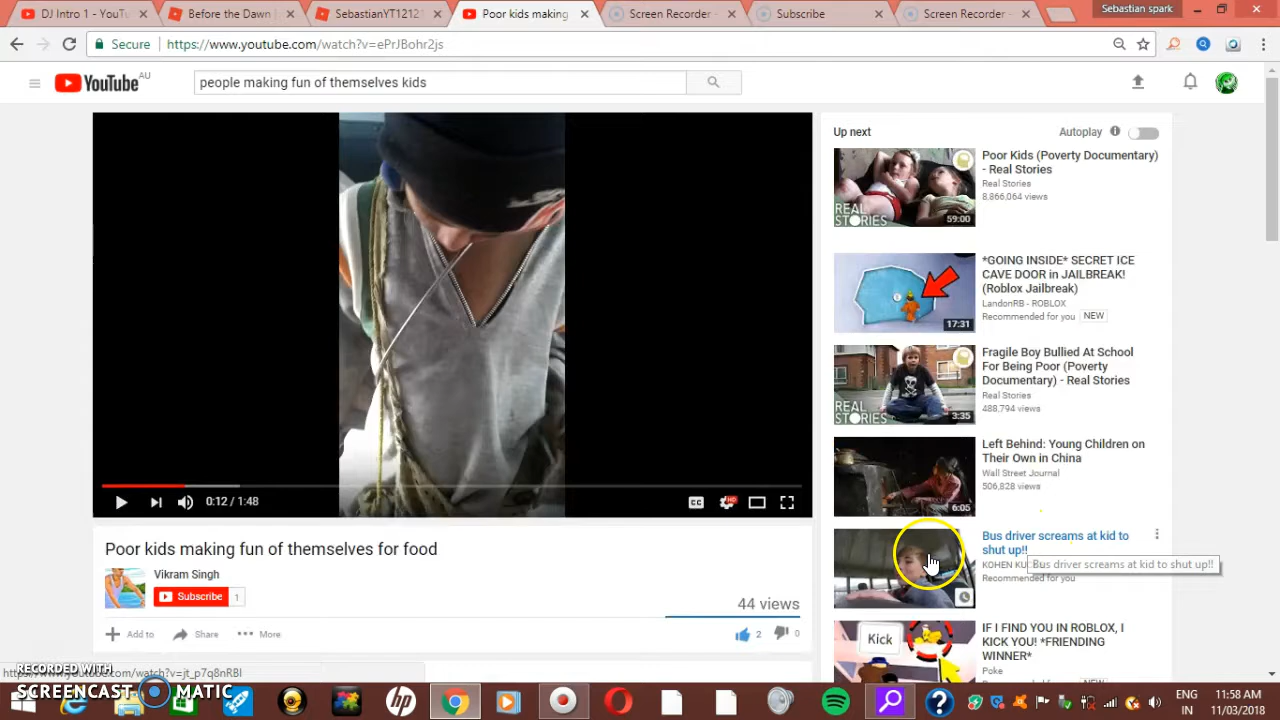 DJ Intro 1 - YouTu
Before the Dawn
SebastianYT1212
Poor kids making
Screen Recorder -
Subscribe
Screen Recorder -
Sebastian spark
Secure
https://www.youtube.com/watch?v=ePrJBohr2js
YouTube AU
people making fun of themselves kids
Up next
Autoplay
Poor Kids (Poverty Documentary)
- Real Stories
Real Stories
8,866,064 views
REAL
STORIES
59:00
*GOING INSIDE* SECRET ICE
CAVE DOOR in JAILBREAK!
(Roblox Jailbreak)
LandonRB - ROBLOX
Recommended for you NEW
17:31
Fragile Boy Bullied At School
For Being Poor (Poverty
Documentary) - Real Stories
Real Stories
488,794 views
REAL
STORIES
3:35
Left Behind: Young Children on
Their Own in China
Wall Street Journal
506,828 views
6:05
0:12 / 1:48
CC
HD
Bus driver screams at kid to
shut up!!
KOHEN
Bus driver screams at kid to shut up!!
Recommended for you
Poor kids making fun of themselves for food
Vikram Singh
Subscribe 1
44 views
Add to
Share
More
2
0
Kick
IF I FIND YOU IN ROBLOX, I
KICK YOU! *FRIENDING
WINNER*
Poke
RECORDED WITH
SCREENCAST MATIC
hp
ENG
IN
11:58 AM
11/03/2018